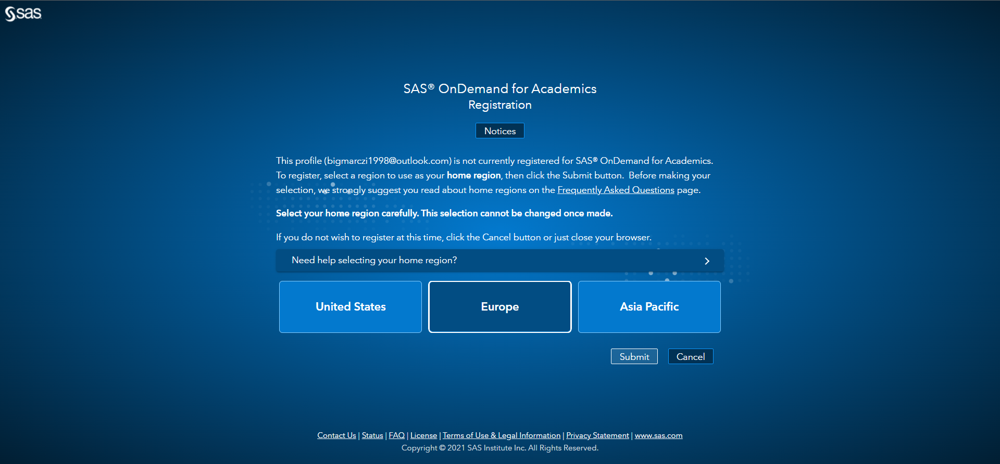 sas
SAS® OnDemand for Academics
Registration
Notices
This profile (bigmarczi1998@outlook.com) is not currently registered for SAS® OnDemand for Academics.
To register, select a region to use as your home region, then click the Submit button. Before making your
selection, we strongly suggest you read about home regions on the Frequently Asked Questions page.
Select your home region carefully. This selection cannot be changed once made.
If you do not wish to register at this time, click the Cancel button or just close your browser.
Need help selecting your home region?
United States Europe Asia Pacific
Submit Cancel
Contact Us | Status | FAQ | License | Terms of Use & Legal Information | Privacy Statement | www.sas.com
Copyright © 2021 SAS Institute Inc. All Rights Reserved.